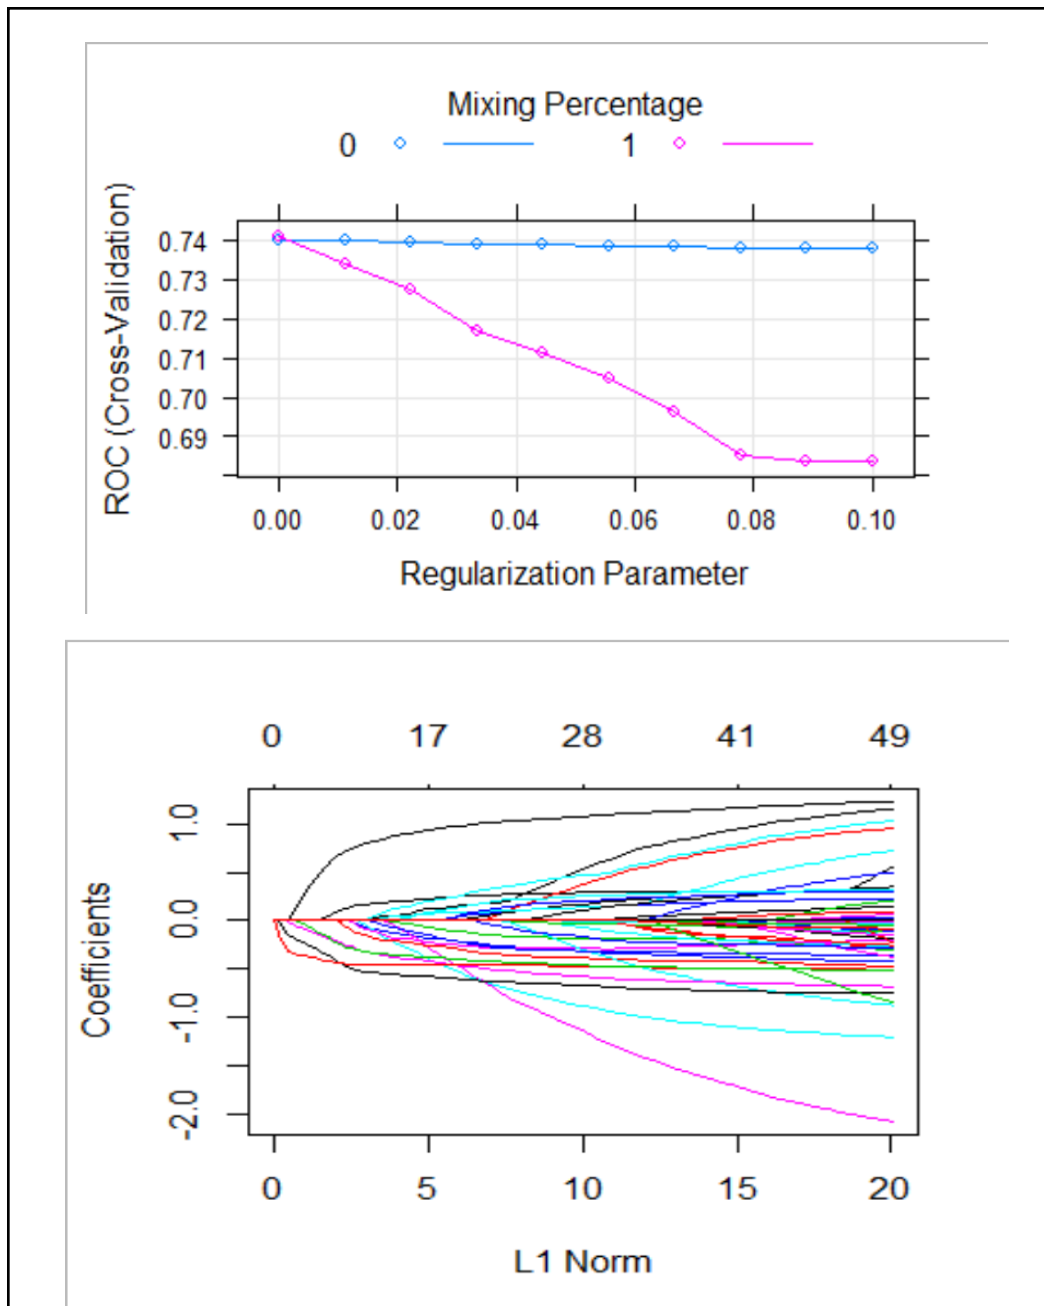 Mixing Percentage
0 1
ROC (Cross-Validation)
0.74
0.73
0.72
0.71
0.70
0.69
0.00 0.02 0.04 0.06 0.08 0.10
Regularization Parameter
0 17 28 41 49
Coefficients
1.0
0.0
-1.0
-2.0
0 5 10 15 20
L1 Norm